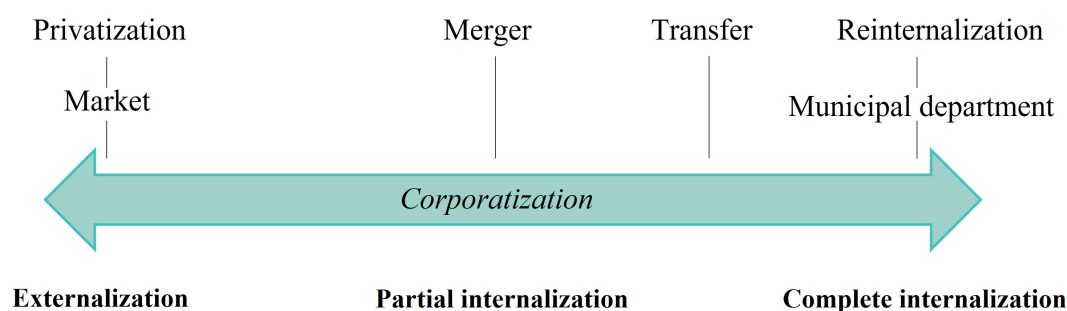 Privatization Merger Transfer Reinternalization
Market Municipal department
Corporatization
Externalization Partial internalization Complete internalization